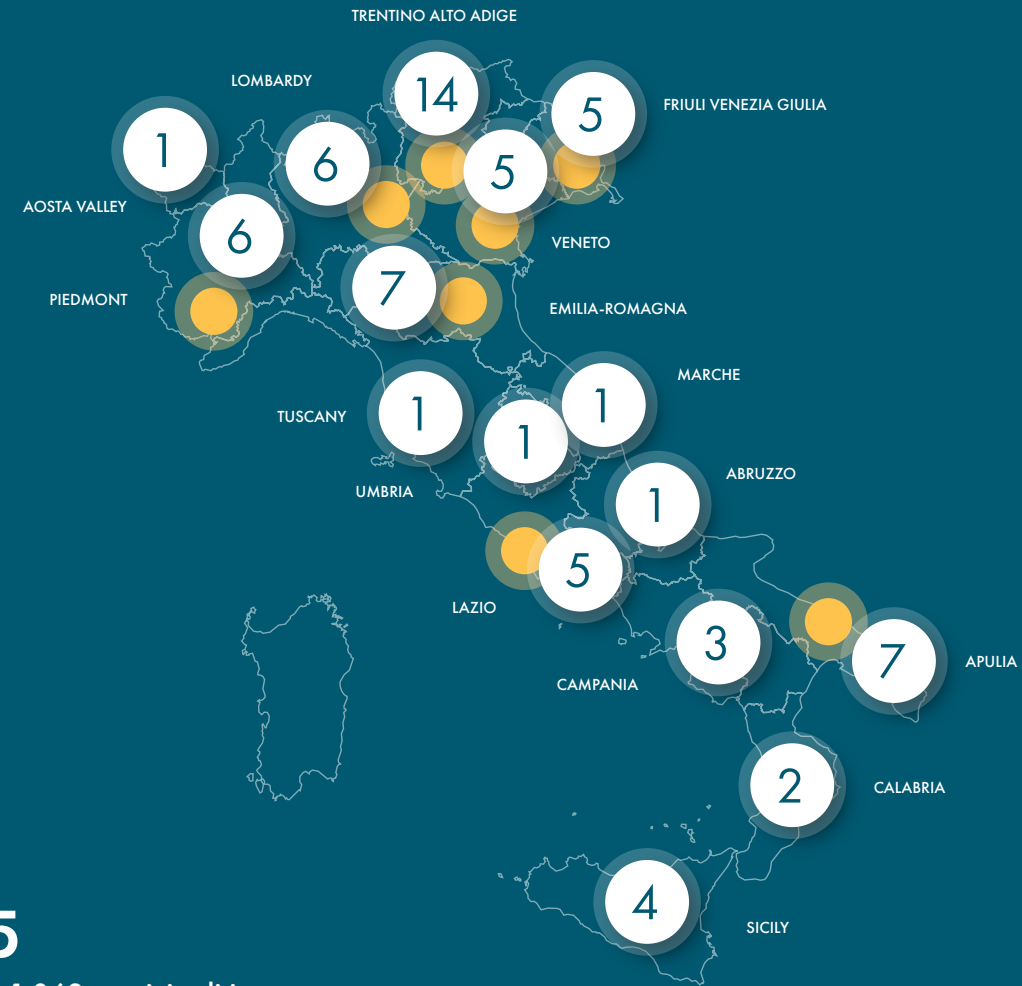 TRENTINO ALTO ADIGE
LOMBARDY
14
5
FRIULI VENEZIA GIULIA
1
6
5
AOSTA VALLEY
6
VENETO
PIEDMONT
7
EMILIA-ROMAGNA
MARCHE
TUSCANY
1
1
1
UMBRIA
ABRUZZO
1
5
LAZIO
3
7
APULIA
CAMPANIA
2
CALABRIA
4
SICILY
5